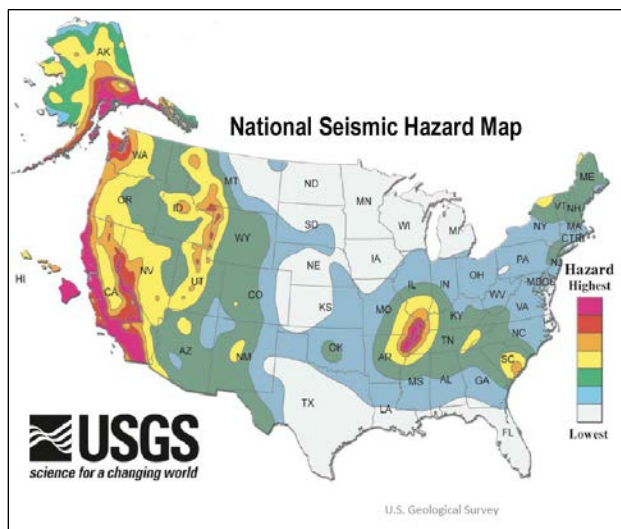 AK
National Seismic Hazard Map
WA
MT
ND
MN
ME
VT
NH
OR
ID
SD
WI
MI
NY
MA
CT
RI
WY
HI
NV
NE
IA
PA
NJ
Hazard
Highest
UT
IL
IN
OH
MD
DE
CA
CO
KS
MO
WV
VA
KY
AZ
NM
OK
AR
TN
NC
SC
MS
AL
GA
TX
LA
FL
Lowest
USGS
science for a changing world
U.S. Geological Survey